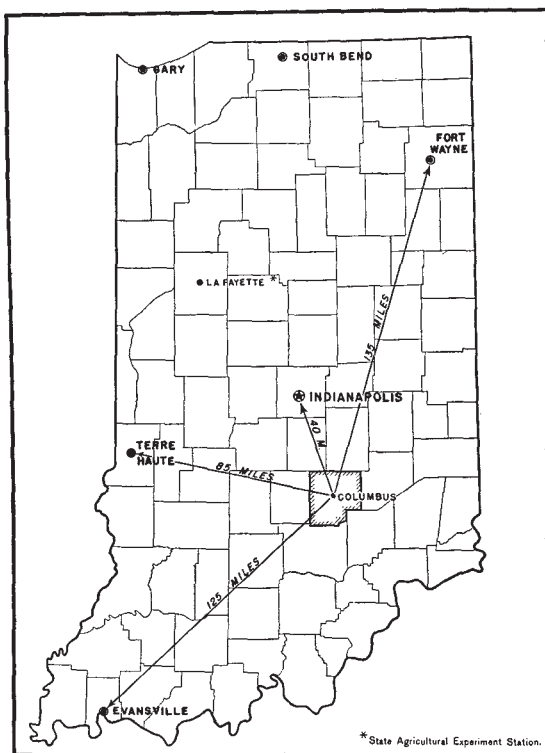 GARY
SOUTH BEND
FORT
WAYNE
LA FAYETTE *
135 MILES
INDIANAPOLIS
40 M.
TERRE
HAUTE
85 MILES
COLUMBUS
125 MILES
EVANSVILLE
*State Agricultural Experiment Station.